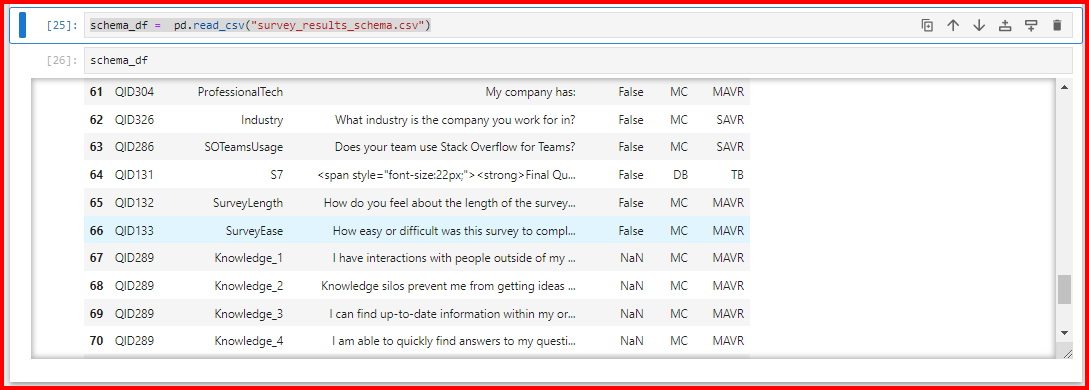 [25]: schema_df =  pd.read_csv("survey_results_schema.csv")
[26]: schema_df
61 QID304 ProfessionalTech My company has: False MC MAVR
62 QID326 Industry What industry is the company you work for in? False MC SAVR
63 QID286 SOTeamsUsage Does your team use Stack Overflow for Teams? False MC SAVR
64 QID131 S7 <span style="font-size:22px;"><strong>Final Qu... False DB TB
65 QID132 SurveyLength How do you feel about the length of the survey... False MC MAVR
66 QID133 SurveyEase How easy or difficult was this survey to compl... False MC MAVR
67 QID289 Knowledge_1 I have interactions with people outside of my ... NaN MC MAVR
68 QID289 Knowledge_2 Knowledge silos prevent me from getting ideas ... NaN MC MAVR
69 QID289 Knowledge_3 I can find up-to-date information within my or... NaN MC MAVR
70 QID289 Knowledge_4 I am able to quickly find answers to my questi... NaN MC MAVR